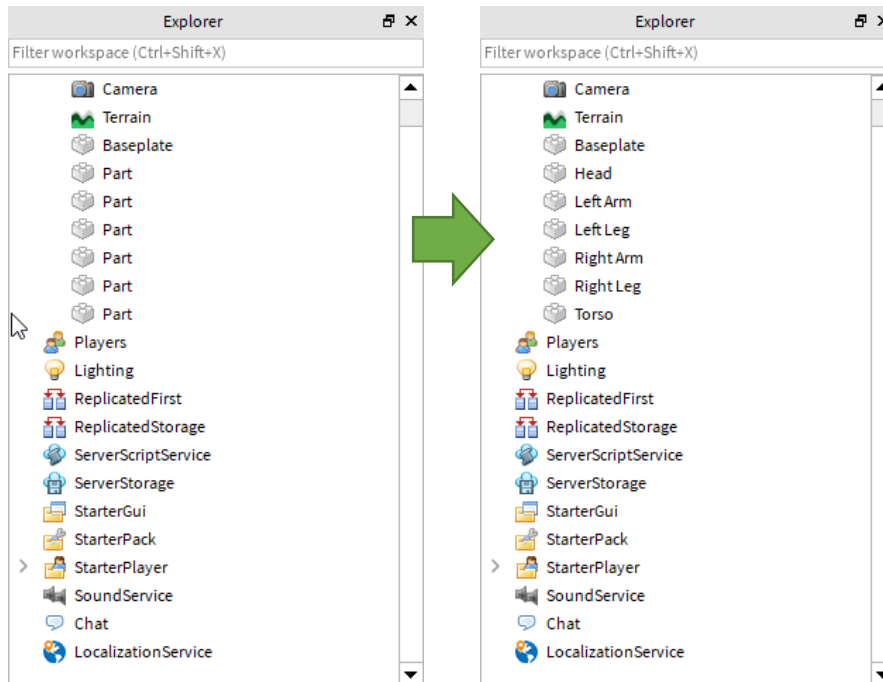 Explorer
Filter workspace (Ctrl+Shift+X)
Camera
Terrain
Baseplate
Part
Part
Part
Part
Part
Part
Players
Lighting
ReplicatedFirst
ReplicatedStorage
ServerScriptService
ServerStorage
StarterGui
StarterPack
StarterPlayer
SoundService
Chat
LocalizationService
Explorer
Filter workspace (Ctrl+Shift+X)
Camera
Terrain
Baseplate
Head
Left Arm
Left Leg
Right Arm
Right Leg
Torso
Players
Lighting
ReplicatedFirst
ReplicatedStorage
ServerScriptService
ServerStorage
StarterGui
StarterPack
StarterPlayer
SoundService
Chat
LocalizationService